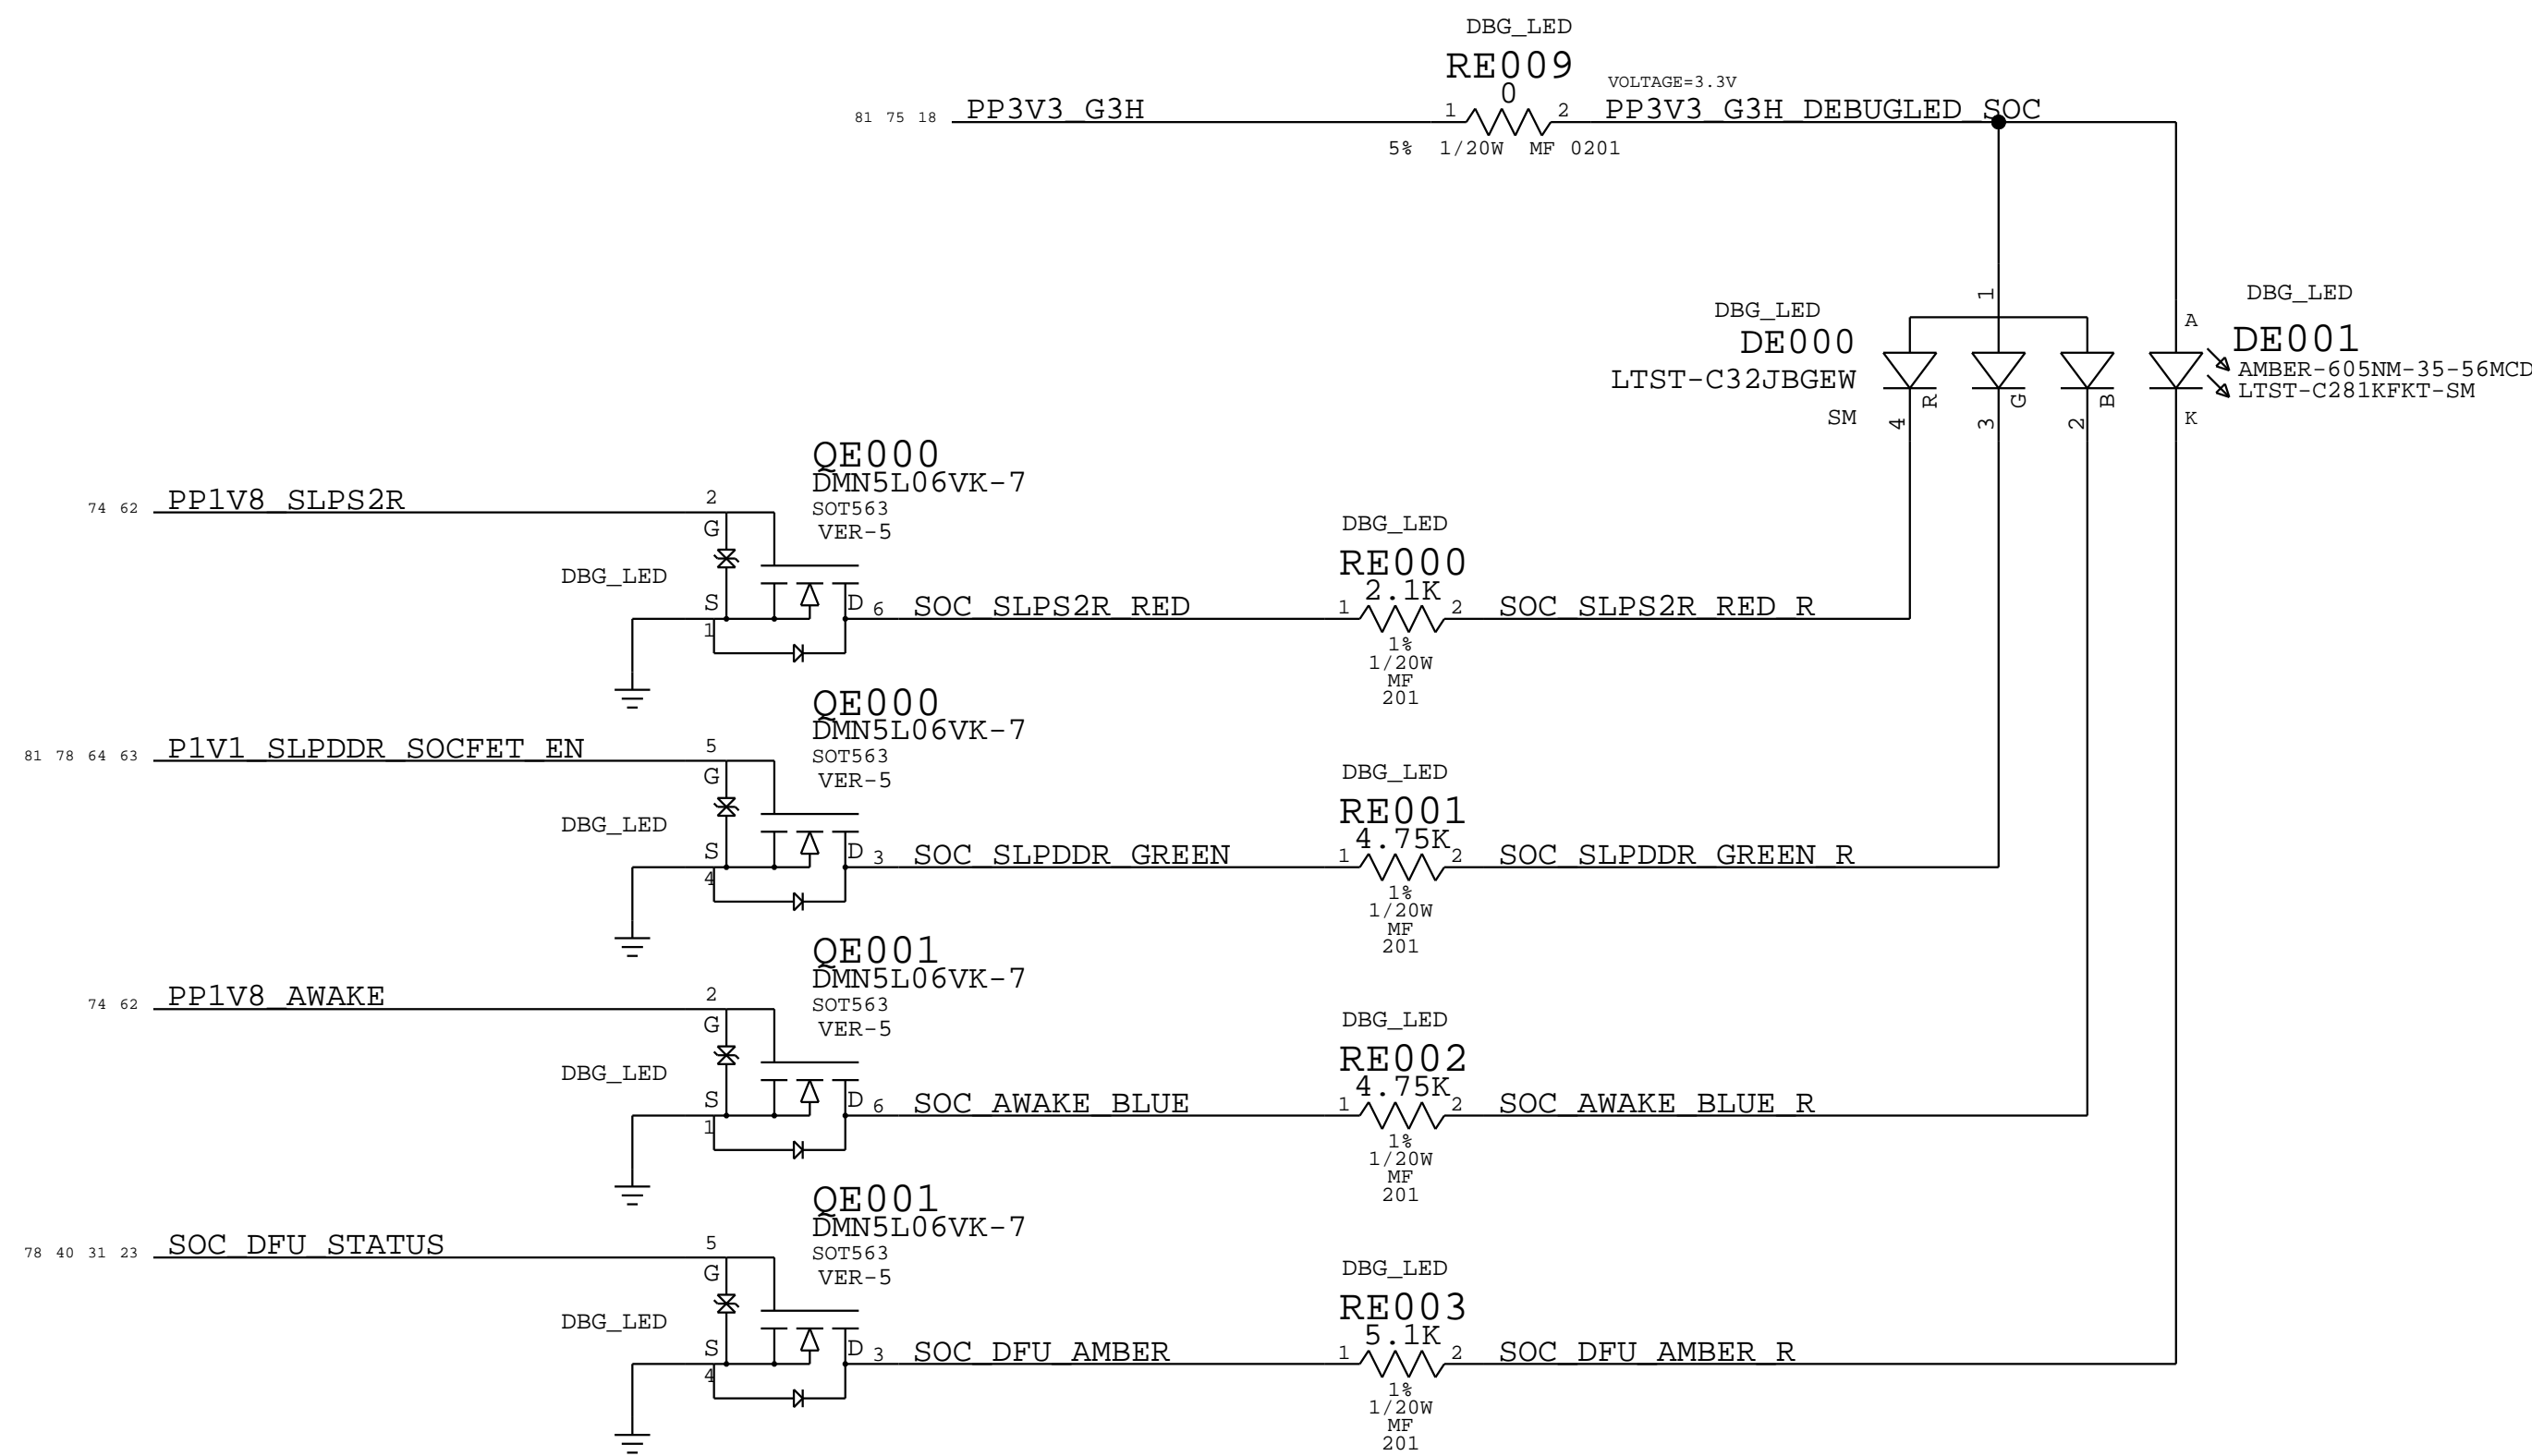 DBG_LED
RE009
0
VOLTAGE=3.3V
81 75 18 PP3V3_G3H 1 2 PP3V3_G3H_DEBUGLED_SOC
5% 1/20W MF 0201
1
DBG_LED
DE000
LTST-C32JBGEW
SM
4 R
3 G
2 B
DBG_LED
A
DE001
AMBER-605NM-35-56MCD
LTST-C281KFKT-SM
K
QE000
DMN5L06VK-7
SOT563
VER-5
74 62 PP1V8_SLPS2R 2
G
DBG_LED
S
1
D 6 SOC_SLPS2R_RED
DBG_LED
RE000
2.1K
1 2 SOC_SLPS2R_RED_R
1%
1/20W
MF
201
QE000
DMN5L06VK-7
SOT563
VER-5
81 78 64 63 P1V1_SLPDDR_SOCFET_EN 5
G
DBG_LED
S
4
D 3 SOC_SLPDDR_GREEN
DBG_LED
RE001
4.75K
1 2 SOC_SLPDDR_GREEN_R
1%
1/20W
MF
201
QE001
DMN5L06VK-7
SOT563
VER-5
74 62 PP1V8_AWAKE 2
G
DBG_LED
S
1
D 6 SOC_AWAKE_BLUE
DBG_LED
RE002
4.75K
1 2 SOC_AWAKE_BLUE_R
1%
1/20W
MF
201
QE001
DMN5L06VK-7
SOT563
VER-5
78 40 31 23 SOC_DFU_STATUS 5
G
DBG_LED
S
4
D 3 SOC_DFU_AMBER
DBG_LED
RE003
5.1K
1 2 SOC_DFU_AMBER_R
1%
1/20W
MF
201